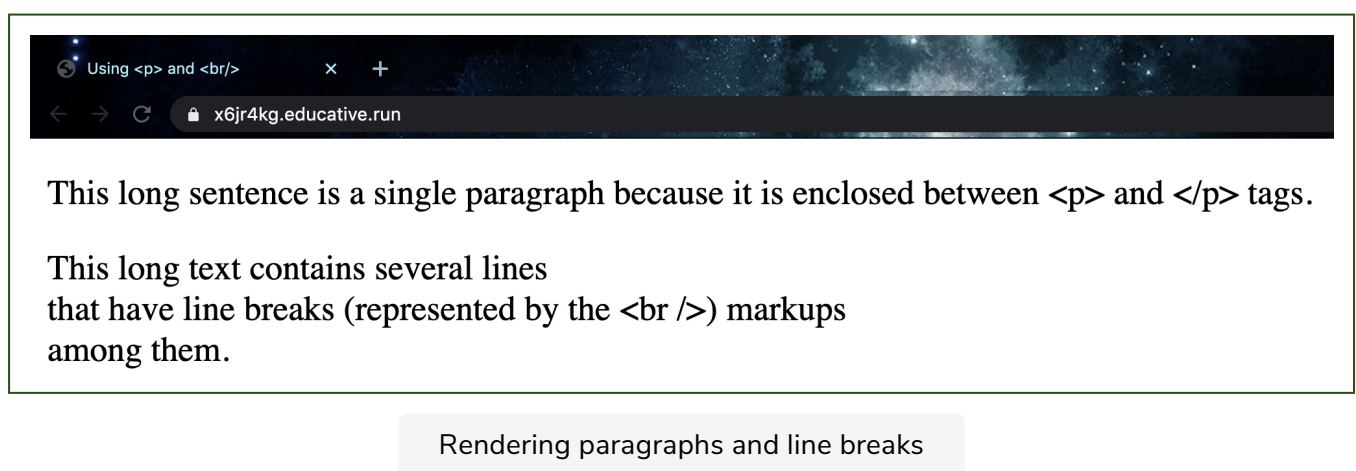 Using <p> and <br/>
x6jr4kg.educative.run
This long sentence is a single paragraph because it is enclosed between <p> and </p> tags.
This long text contains several lines
that have line breaks (represented by the <br />) markups
among them.
Rendering paragraphs and line breaks